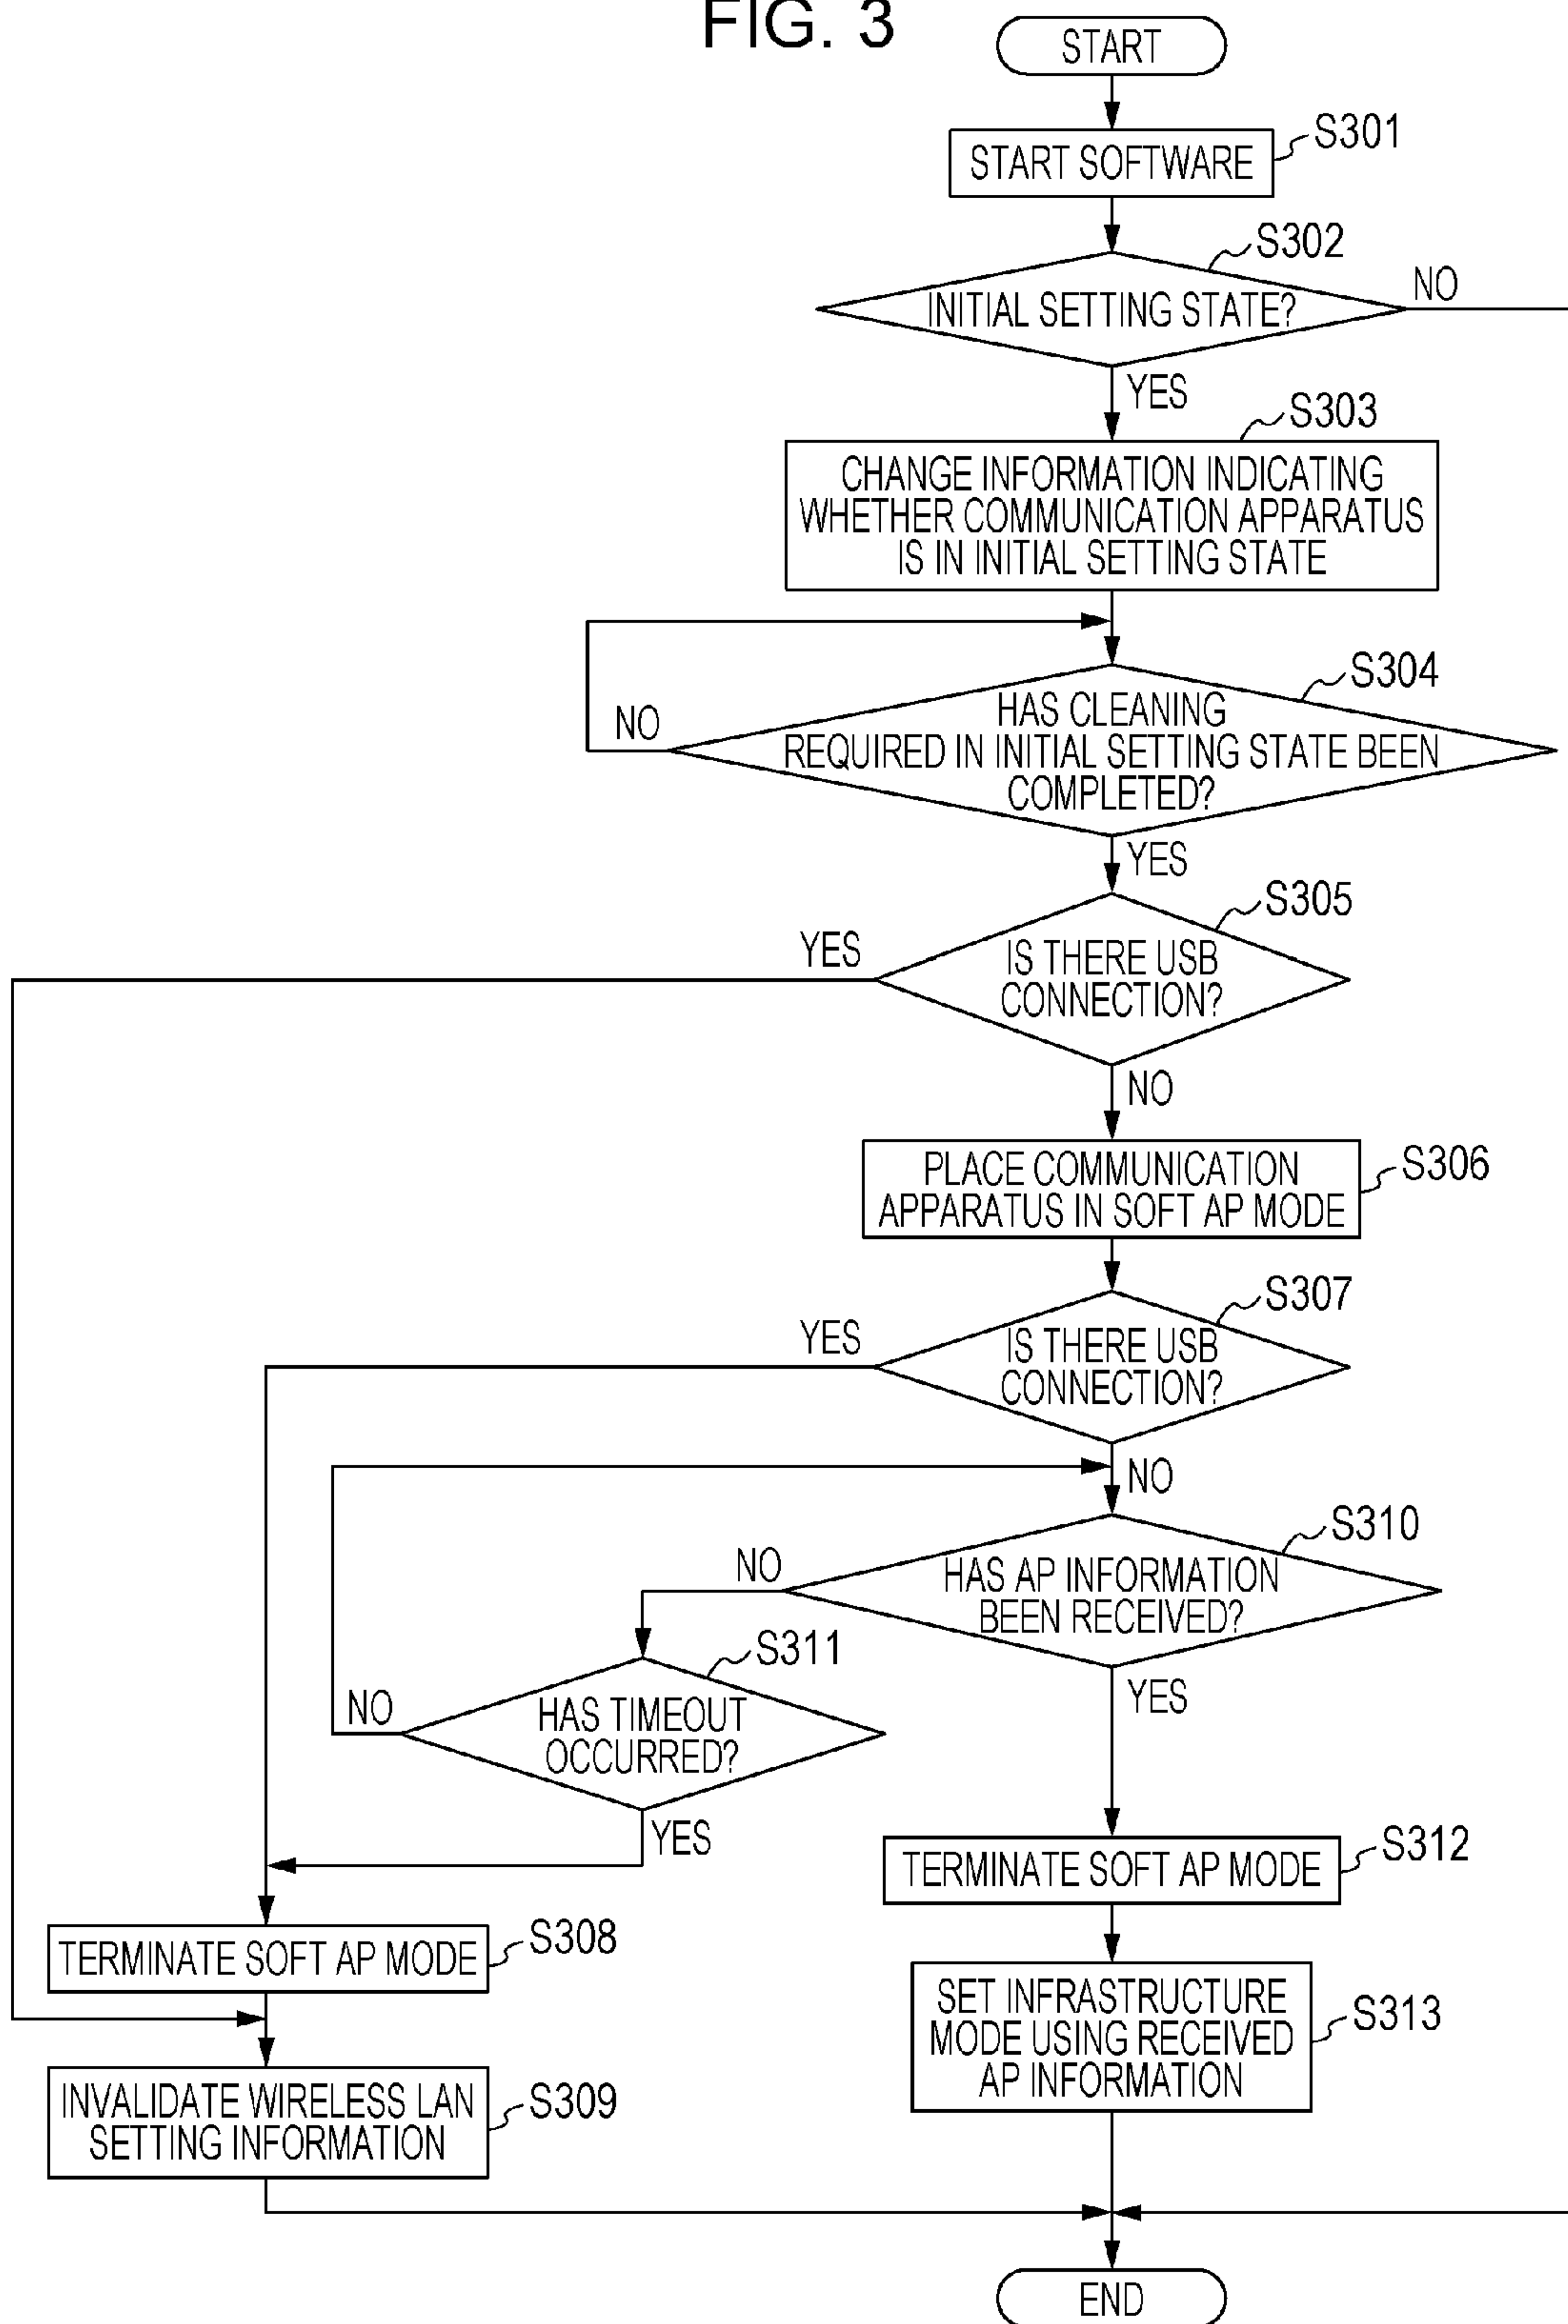 FIG. 3
START
S301
START SOFTWARE
S302
NO
INITIAL SETTING STATE?
YES
S303
CHANGE INFORMATION INDICATING
WHETHER COMMUNICATION APPARATUS
IS IN INITIAL SETTING STATE
S304
NO
HAS CLEANING
REQUIRED IN INITIAL SETTING STATE BEEN
COMPLETED?
YES
S305
YES
IS THERE USB
CONNECTION?
NO
S306
PLACE COMMUNICATION
APPARATUS IN SOFT AP MODE
S307
YES
IS THERE USB
CONNECTION?
NO
S310
NO
HAS AP INFORMATION
BEEN RECEIVED?
S311
NO
HAS TIMEOUT
OCCURRED?
YES
YES
S312
TERMINATE SOFT AP MODE
S308
TERMINATE SOFT AP MODE
S313
SET INFRASTRUCTURE
MODE USING RECEIVED
AP INFORMATION
S309
INVALIDATE WIRELESS LAN
SETTING INFORMATION
END